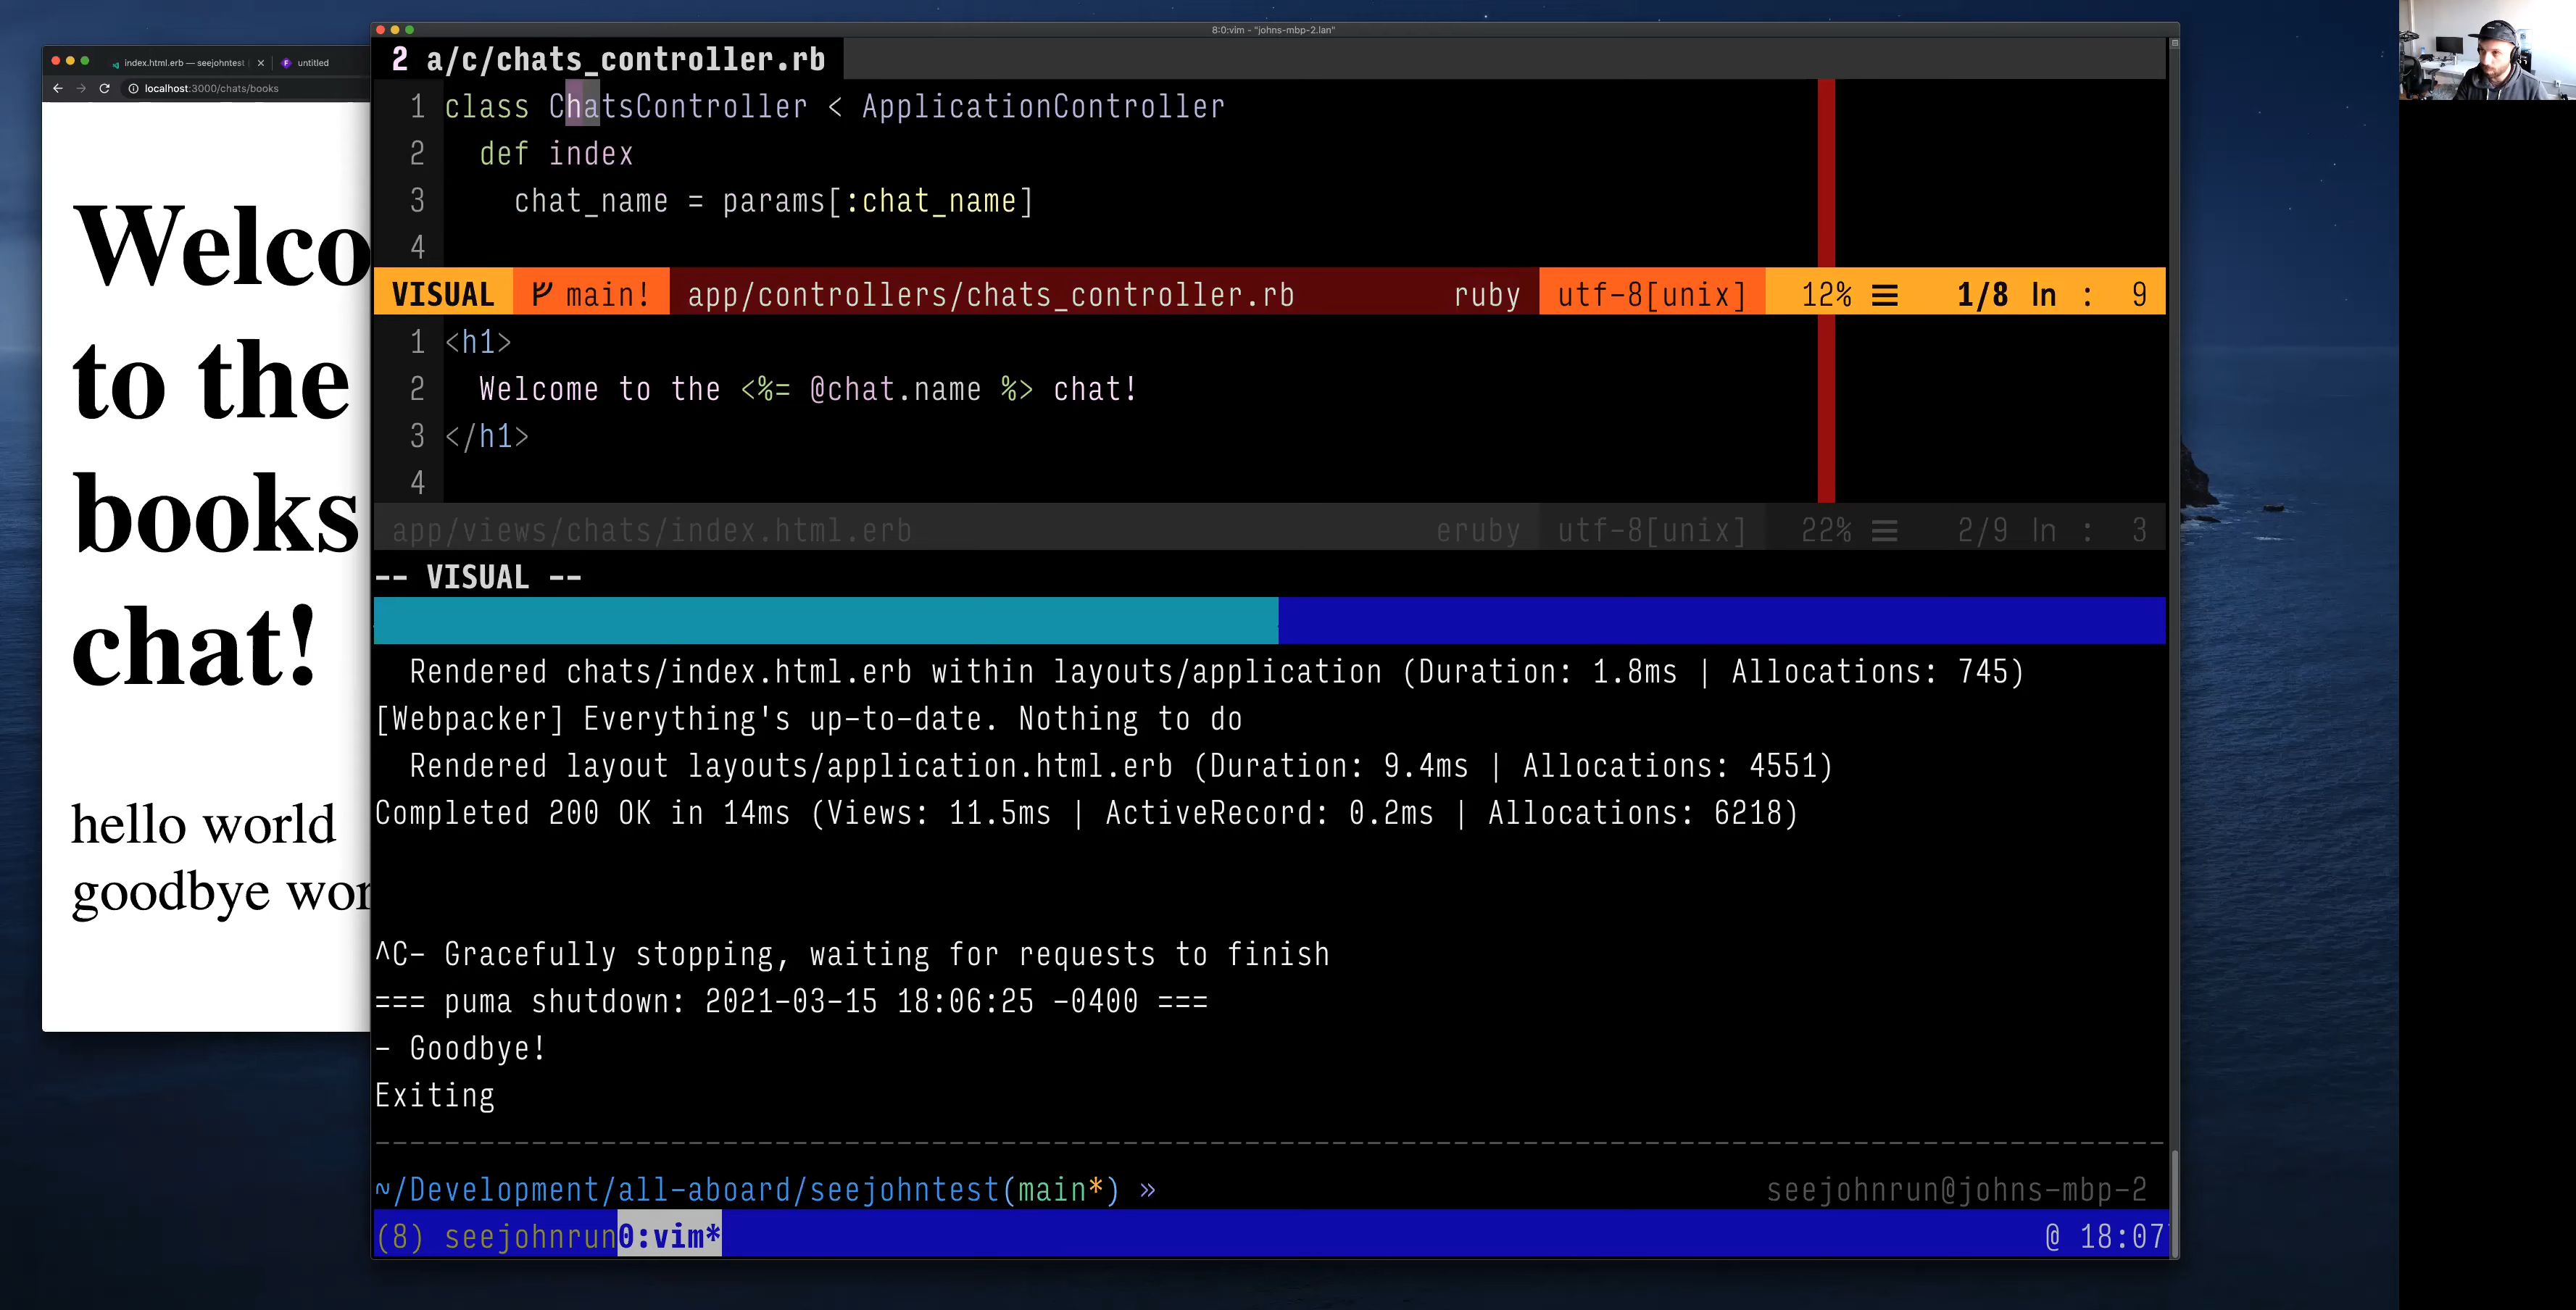 8:0:vim - "johns-mbp-2.lan"
index.html.erb — seejohntest
untitled
localhost:3000/chats/books
Welco
to the
books
chat!
hello world
goodbye wor
2 a/c/chats_controller.rb
1 class ChatsController < ApplicationController
2 def index
3 chat_name = params[:chat_name]
4
VISUAL main! app/controllers/chats_controller.rb ruby utf-8[unix] 12% ☰ 1/8 ln : 9
1 <h1>
2 Welcome to the <%= @chat.name %> chat!
3 </h1>
4
app/views/chats/index.html.erb eruby utf-8[unix] 22% ☰ 2/9 ln : 3
-- VISUAL --
Rendered chats/index.html.erb within layouts/application (Duration: 1.8ms | Allocations: 745)
[Webpacker] Everything's up-to-date. Nothing to do
Rendered layout layouts/application.html.erb (Duration: 9.4ms | Allocations: 4551)
Completed 200 OK in 14ms (Views: 11.5ms | ActiveRecord: 0.2ms | Allocations: 6218)
^C- Gracefully stopping, waiting for requests to finish
=== puma shutdown: 2021-03-15 18:06:25 -0400 ===
- Goodbye!
Exiting
~/Development/all-aboard/seejohntest(main*) » seejohnrun@johns-mbp-2
(8) seejohnrun0:vim* @ 18:07